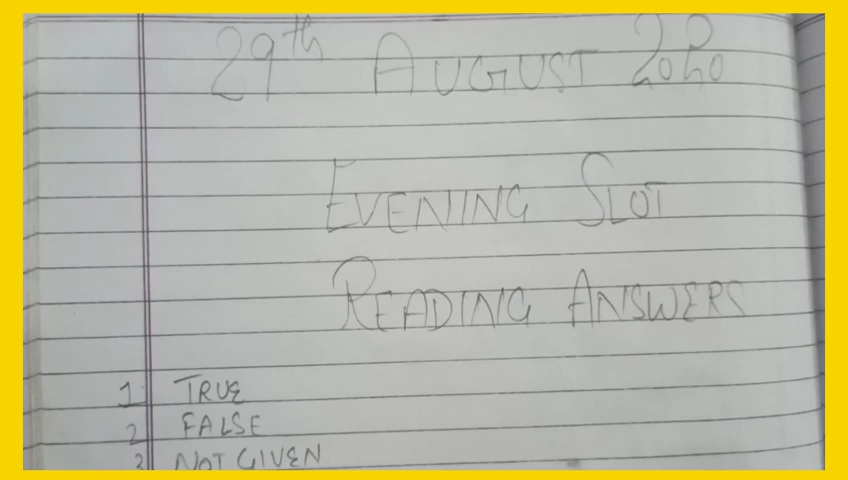 29th AUGUST 2020
EVENING SLOT
READING ANSWERS
1 TRUE
2 FALSE
3 NOT GIVEN